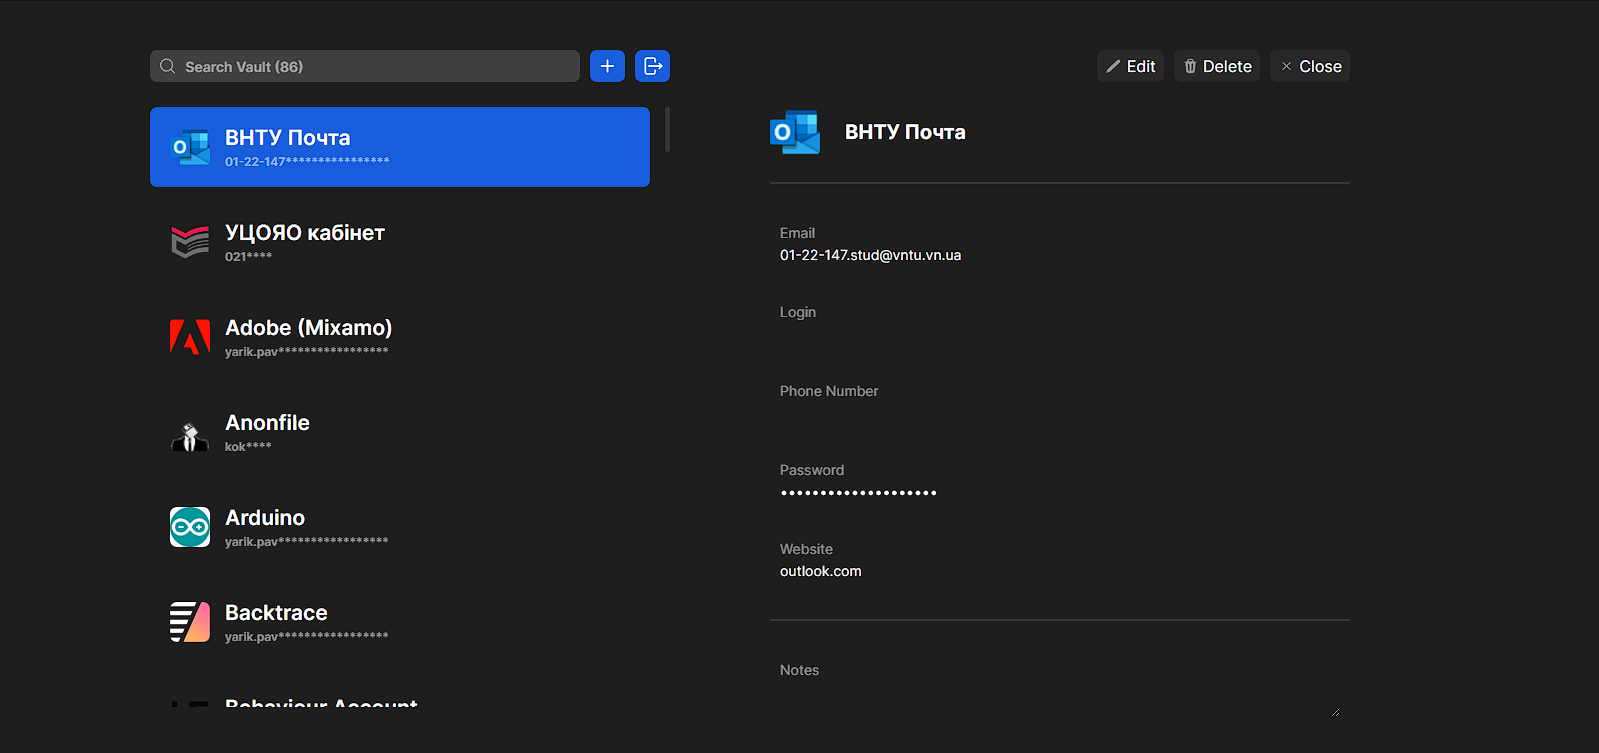 Search Vault (86)
Edit
Delete
Close
ВНТУ Почта
01-22-147****************
УЦОЯО кабінет
021****
Adobe (Mixamo)
yarik.pav*****************
Anonfile
kok****
Arduino
yarik.pav*****************
Backtrace
yarik.pav*****************
Behaviour Account
ВНТУ Почта
Email
01-22-147.stud@vntu.vn.ua
Login
Phone Number
Password
••••••••••••••••••••
Website
outlook.com
Notes